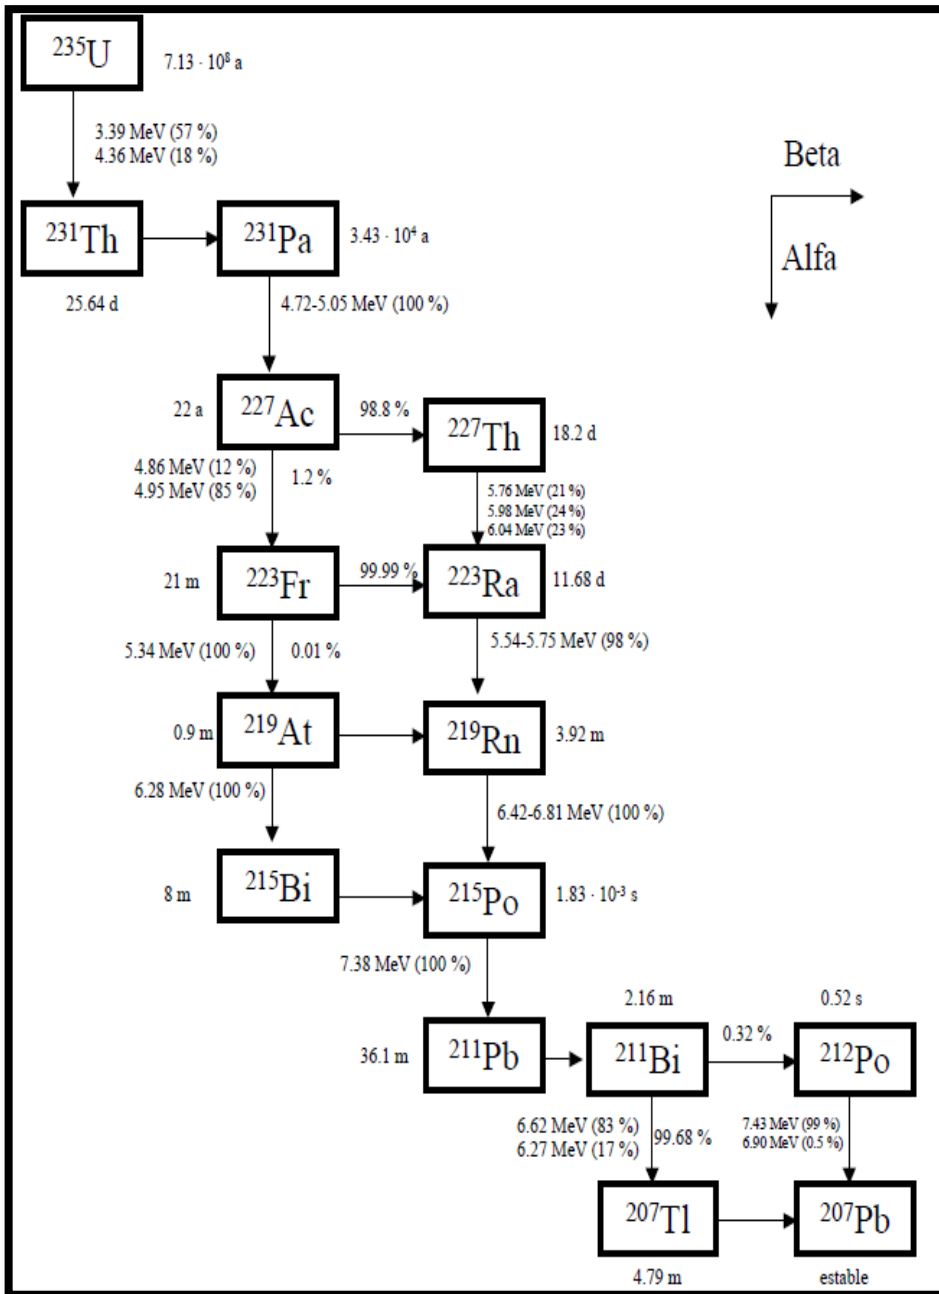 ²³⁵U
7.13 · 10⁸ a
3.39 MeV (57 %)
4.36 MeV (18 %)
Beta
Alfa
²³¹Th
²³¹Pa
3.43 · 10⁴ a
25.64 d
4.72-5.05 MeV (100 %)
22 a
²²⁷Ac
98.8 %
²²⁷Th
18.2 d
4.86 MeV (12 %)
4.95 MeV (85 %)
1.2 %
5.76 MeV (21 %)
5.98 MeV (24 %)
6.04 MeV (23 %)
21 m
²²³Fr
99.99 %
²²³Ra
11.68 d
5.34 MeV (100 %)
0.01 %
5.54-5.75 MeV (98 %)
0.9 m
²¹⁹At
²¹⁹Rn
3.92 m
6.28 MeV (100 %)
6.42-6.81 MeV (100 %)
8 m
²¹⁵Bi
²¹⁵Po
1.83 · 10⁻³ s
7.38 MeV (100 %)
2.16 m
0.52 s
36.1 m
²¹¹Pb
²¹¹Bi
0.32 %
²¹²Po
6.62 MeV (83 %)
6.27 MeV (17 %)
99.68 %
7.43 MeV (99 %)
6.90 MeV (0.5 %)
²⁰⁷Tl
²⁰⁷Pb
4.79 m
estable